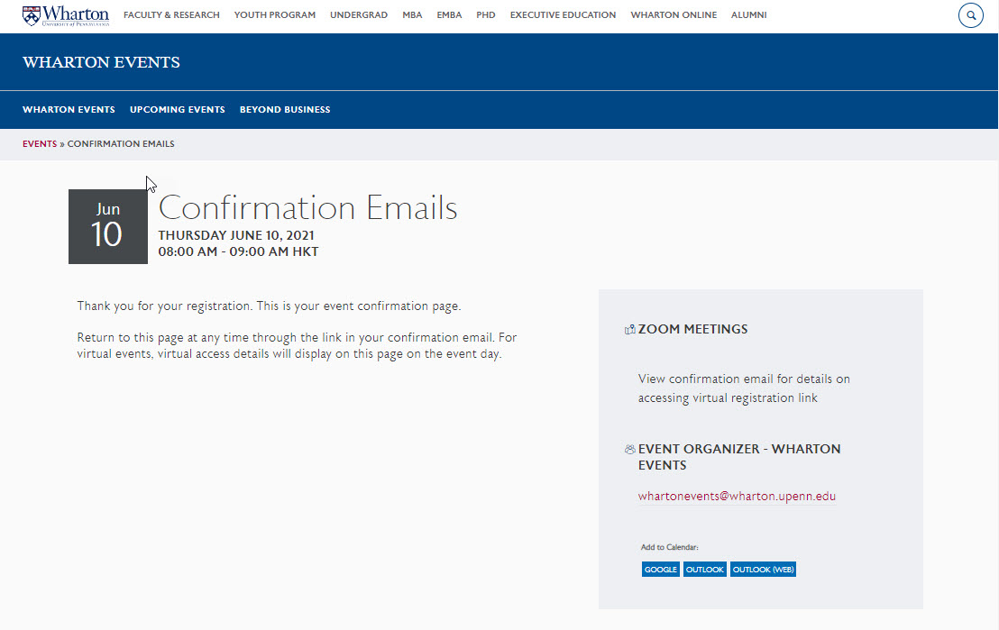 Wharton
UNIVERSITY of PENNSYLVANIA
FACULTY & RESEARCH YOUTH PROGRAM UNDERGRAD MBA EMBA PHD EXECUTIVE EDUCATION WHARTON ONLINE ALUMNI
WHARTON EVENTS
WHARTON EVENTS UPCOMING EVENTS BEYOND BUSINESS
EVENTS » CONFIRMATION EMAILS
Jun
10
Confirmation Emails
THURSDAY JUNE 10, 2021
08:00 AM - 09:00 AM HKT
Thank you for your registration. This is your event confirmation page.
Return to this page at any time through the link in your confirmation email. For
virtual events, virtual access details will display on this page on the event day.
ZOOM MEETINGS
View confirmation email for details on
accessing virtual registration link
EVENT ORGANIZER - WHARTON
EVENTS
whartonevents@wharton.upenn.edu
Add to Calendar:
GOOGLE OUTLOOK OUTLOOK (WEB)